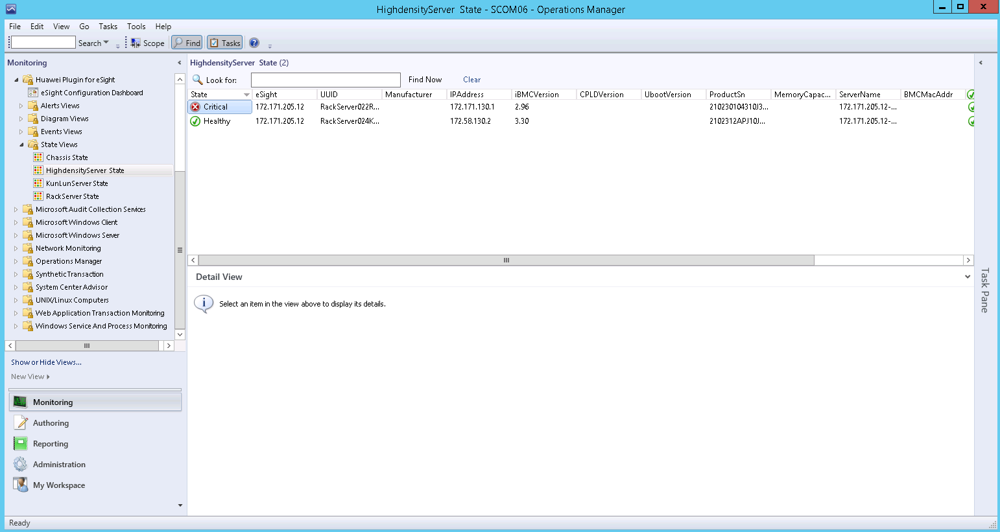 HighdensityServer State - SCOM06 - Operations Manager
File Edit View Go Tasks Tools Help
Search Scope Find Tasks
Monitoring
Huawei Plugin for eSight
eSight Configuration Dashboard
Alerts Views
Diagram Views
Events Views
State Views
Chassis State
HighdensityServer State
KunLunServer State
RackServer State
Microsoft Audit Collection Services
Microsoft Windows Client
Microsoft Windows Server
Network Monitoring
Operations Manager
Synthetic Transaction
System Center Advisor
UNIX/Linux Computers
Web Application Transaction Monitoring
Windows Service And Process Monitoring
Show or Hide Views...
New View
Monitoring
Authoring
Reporting
Administration
My Workspace
HighdensityServer State (2)
Look for: Find Now Clear
State eSight UUID Manufacturer IPAddress iBMCVersion CPLDVersion UbootVersion ProductSn MemoryCapac... ServerName BMCMacAddr
Critical 172.171.205.12 RackServer022R... 172.171.130.1 2.96 210230104310J3... 172.171.205.12-...
Healthy 172.171.205.12 RackServer024K... 172.58.130.2 3.30 2102312APJ10J... 172.171.205.12-...
Detail View
Select an item in the view above to display its details.
Task Pane
Ready